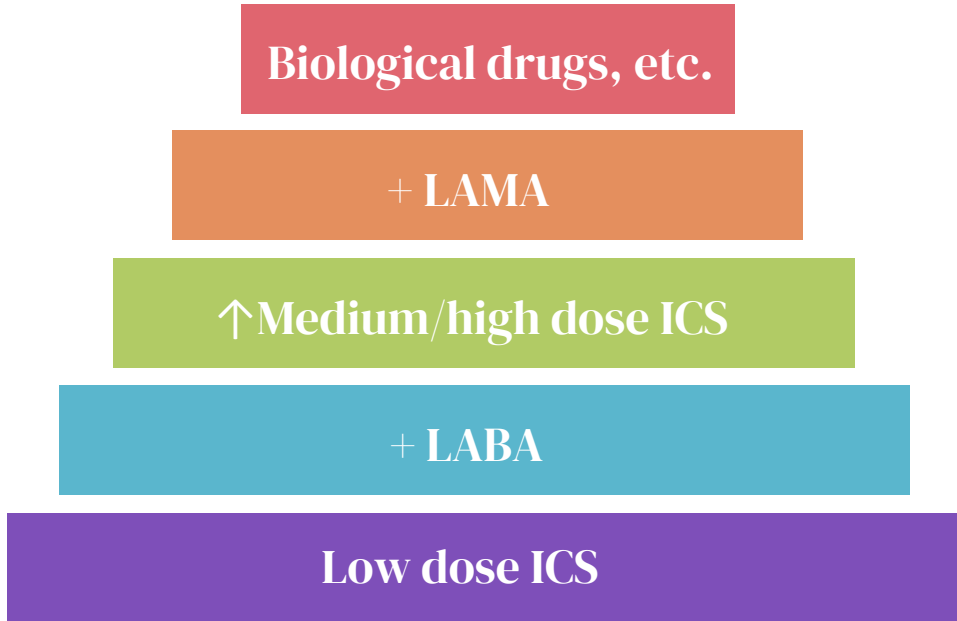 Biological drugs, etc.
+ LAMA
↑Medium/high dose ICS
+ LABA
Low dose ICS